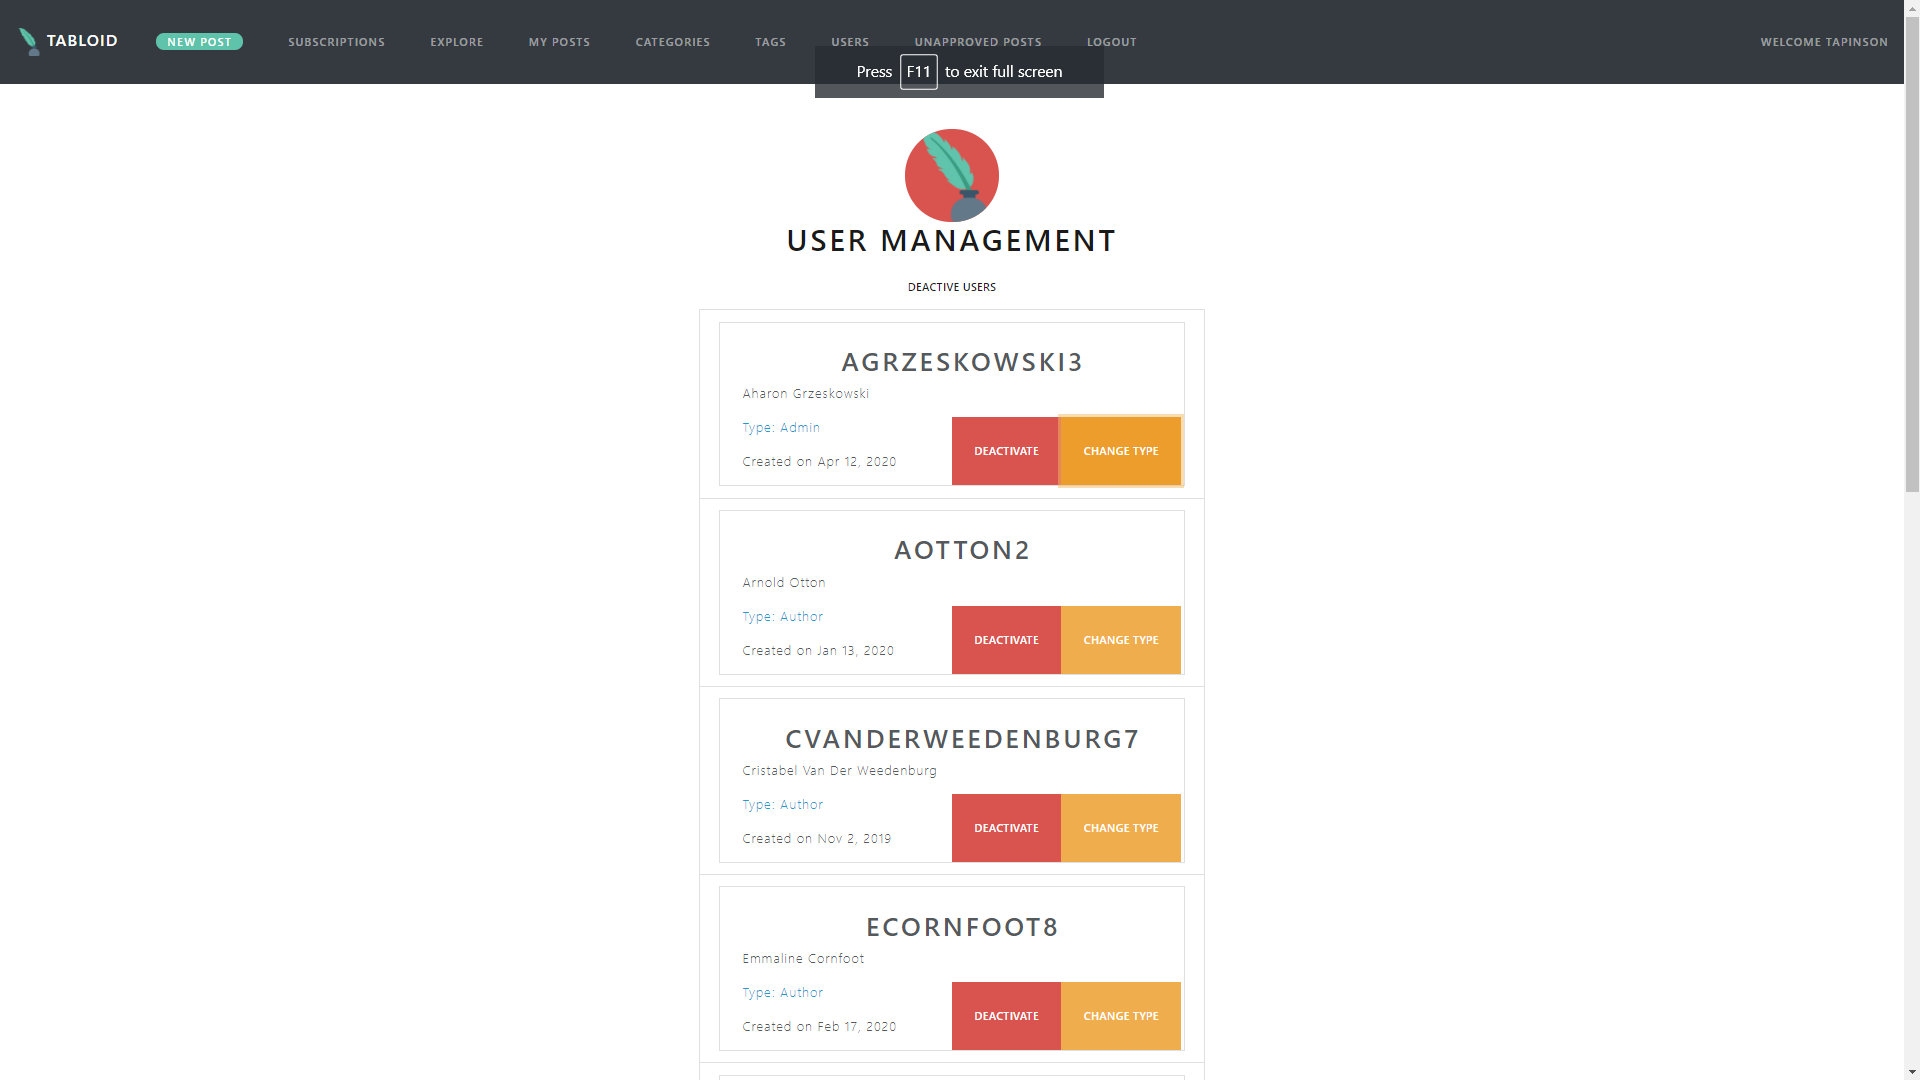 TABLOID NEW POST SUBSCRIPTIONS EXPLORE MY POSTS CATEGORIES TAGS USERS UNAPPROVED POSTS LOGOUT WELCOME TAPINSON
Press F11 to exit full screen
USER MANAGEMENT
DEACTIVE USERS
AGRZESKOWSKI3
Aharon Grzeskowski
Type: Admin
Created on Apr 12, 2020
DEACTIVATE CHANGE TYPE
AOTTON2
Arnold Otton
Type: Author
Created on Jan 13, 2020
DEACTIVATE CHANGE TYPE
CVANDERWEEDENBURG7
Cristabel Van Der Weedenburg
Type: Author
Created on Nov 2, 2019
DEACTIVATE CHANGE TYPE
ECORNFOOT8
Emmaline Cornfoot
Type: Author
Created on Feb 17, 2020
DEACTIVATE CHANGE TYPE